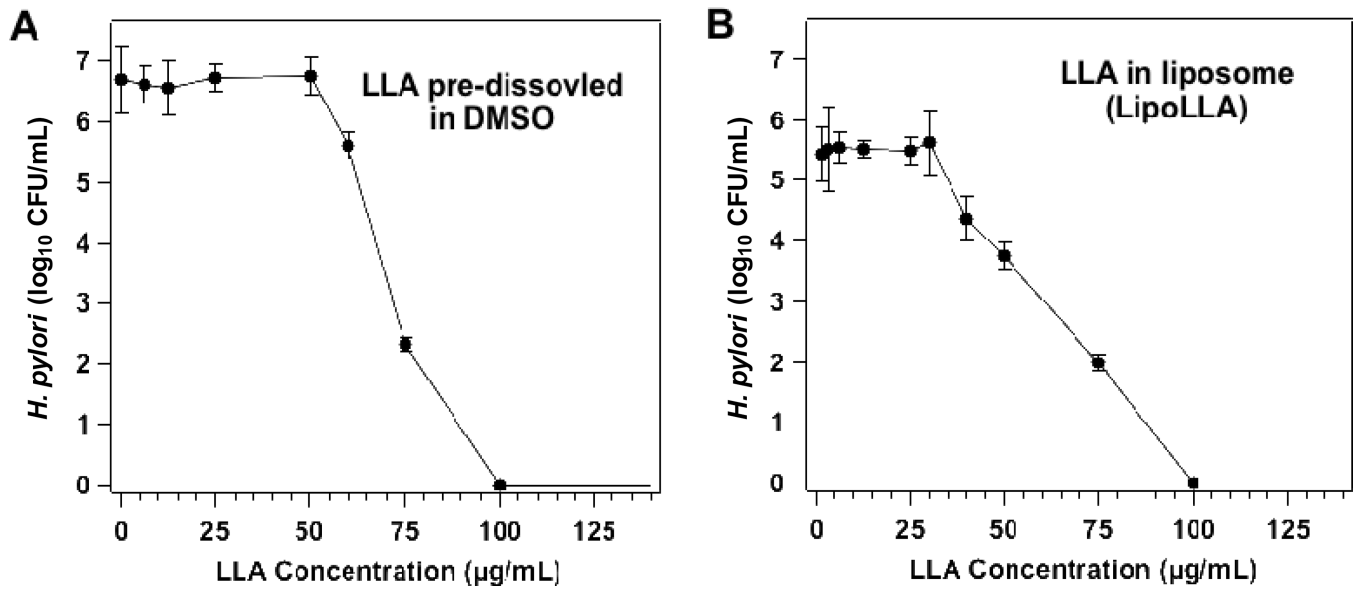 A
LLA pre-dissovled
in DMSO
H. pylori (log₁₀ CFU/mL)
7
6
5
4
3
2
1
0
0 25 50 75 100 125
LLA Concentration (µg/mL)
B
LLA in liposome
(LipoLLA)
H. pylori (log₁₀ CFU/mL)
7
6
5
4
3
2
1
0
0 25 50 75 100 125
LLA Concentration (µg/mL)